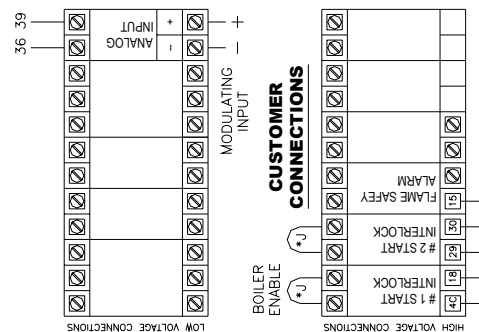 39
36
ANALOG
INPUT
+
-
+
-
MODULATING
INPUT
LOW VOLTAGE CONNECTIONS
CUSTOMER
CONNECTIONS
BOILER
ENABLE
*J
*J
FLAME SAFEY
ALARM
# 2 START
INTERLOCK
# 1 START
INTERLOCK
15
30
29
18
4C
HIGH VOLTAGE CONNECTIONS